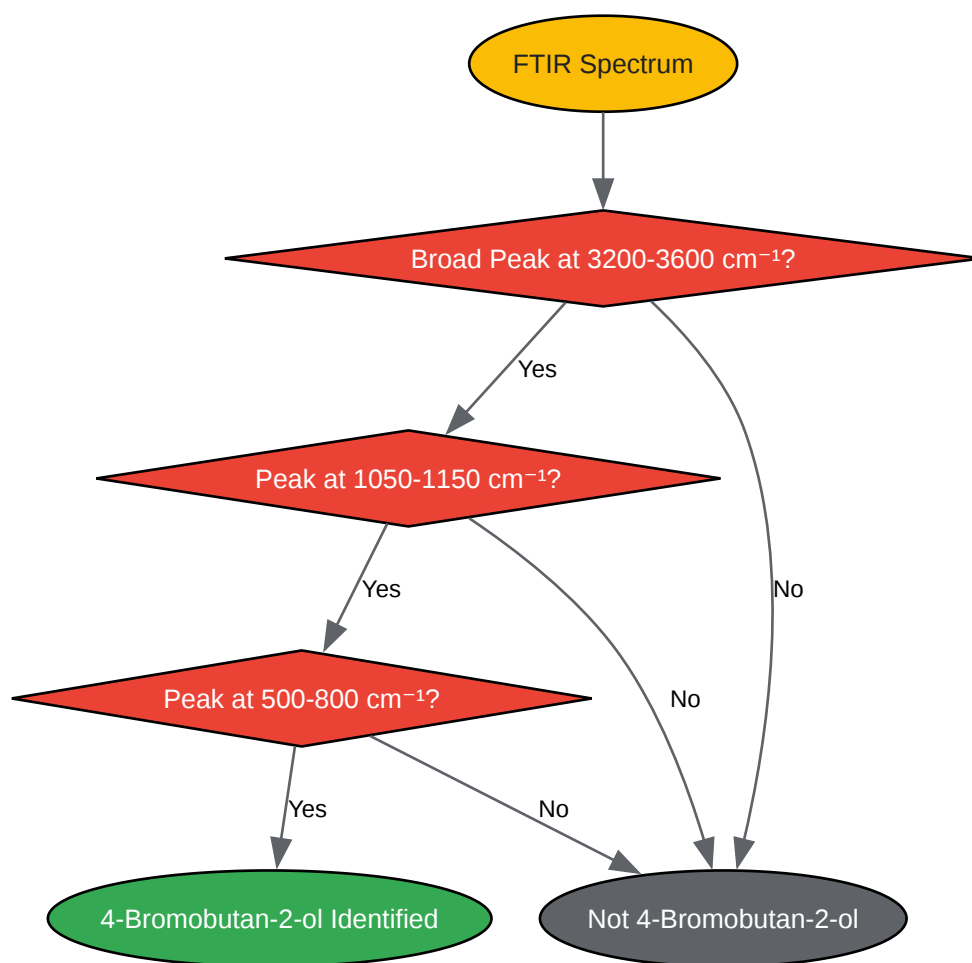 FTIR Spectrum
Broad Peak at 3200-3600 cm⁻¹?
Yes
Peak at 1050-1150 cm⁻¹?
Yes
No
Peak at 500-800 cm⁻¹?
No
Yes
No
4-Bromobutan-2-ol Identified
Not 4-Bromobutan-2-ol